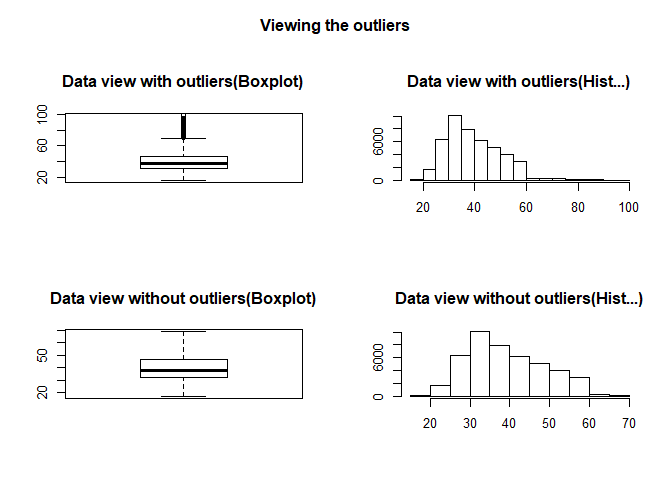 Viewing the outliers
Data view with outliers(Boxplot)
100
60
20
Data view with outliers(Hist...)
6000
0
20 40 60 80 100
Data view without outliers(Boxplot)
50
20
Data view without outliers(Hist...)
6000
0
20 30 40 50 60 70